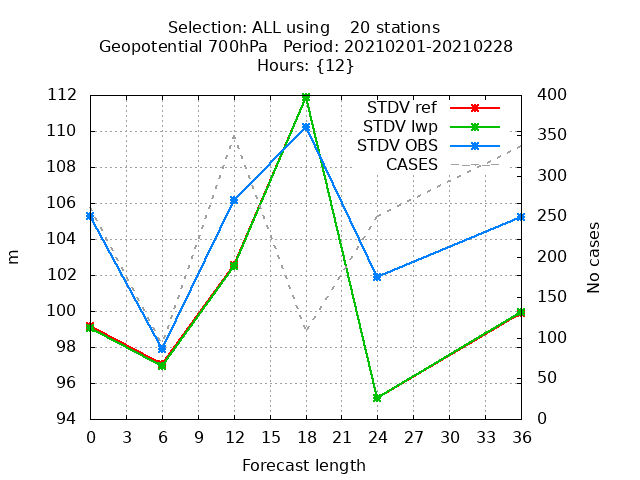 Selection: ALL using    20 stations
Geopotential 700hPa   Period: 20210201-20210228
Hours: {12}
STDV ref
STDV lwp
STDV OBS
CASES
m
112
110
108
106
104
102
100
98
96
94
400
350
300
250
200
150
100
50
0
No cases
0 3 6 9 12 15 18 21 24 27 30 33 36
Forecast length